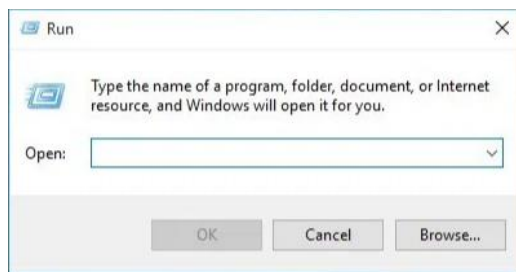 Run
Type the name of a program, folder, document, or Internet
resource, and Windows will open it for you.
Open:
OK
Cancel
Browse...